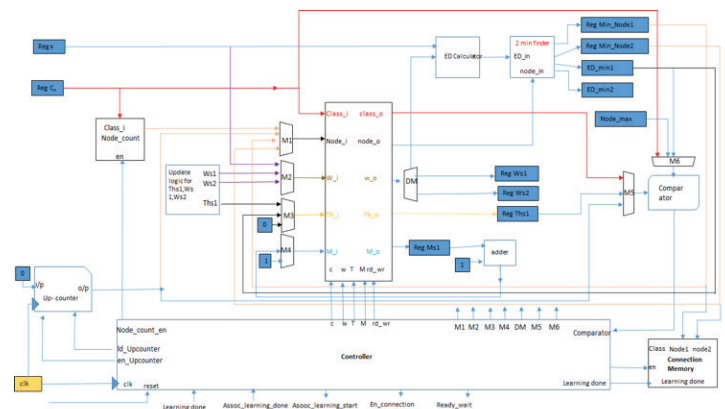 Reg x
Reg Cx
Class_i
Node_count
en
Update
logic for
Ths1,Ws
1,Ws2
Ws1
Ws2
Ths1
0
1
M1
M2
M3
M4
Class_i
class_o
Node_i
node_o
W_i
w_o
Th_i
Th_o
M_i
M_o
c w T M rd_wr
ED Calculator
2 min finder
ED_in
node_in
Reg Min_Node1
Reg Min_Node2
ED_min1
ED_min2
Node_max
M6
DM
Reg Ws1
Reg Ws2
Reg Ths1
Reg Ms1
1
adder
M5
Compar
ator
0
i/p
o/p
Up- counter
clk
Node_count_en
ld_Upcounter
en_Upcounter
clk
reset
Controller
c w T M rd_wr
M1 M2 M3 M4 DM M5 M6
Comparator
Learning done
Class Node1 node2
en
Connection
Memory
Learning done
Learning done
Assoc_learning_done
Assoc_learning_start
En_connection
Ready_wait